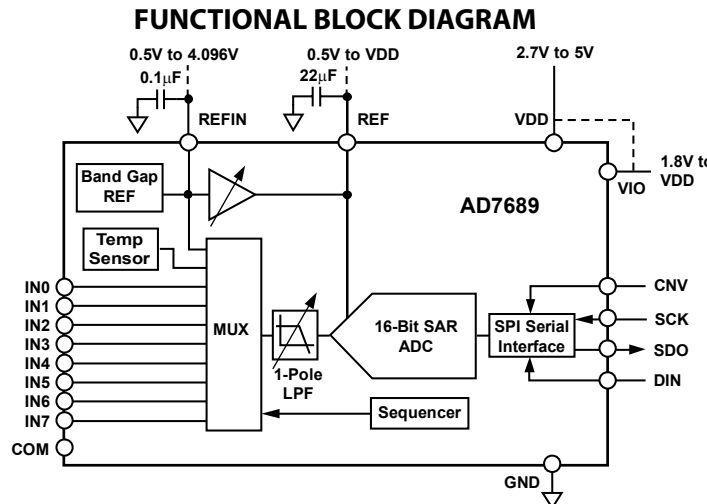 FUNCTIONAL BLOCK DIAGRAM
0.5V to 4.096V
0.1μF
REFIN
0.5V to VDD
22μF
REF
2.7V to 5V
VDD
1.8V to
VDD
VIO
Band Gap
REF
AD7689
Temp
Sensor
IN0
IN1
IN2
IN3
IN4
IN5
IN6
IN7
COM
MUX
1-Pole
LPF
16-Bit SAR
ADC
SPI Serial
Interface
CNV
SCK
SDO
DIN
Sequencer
GND